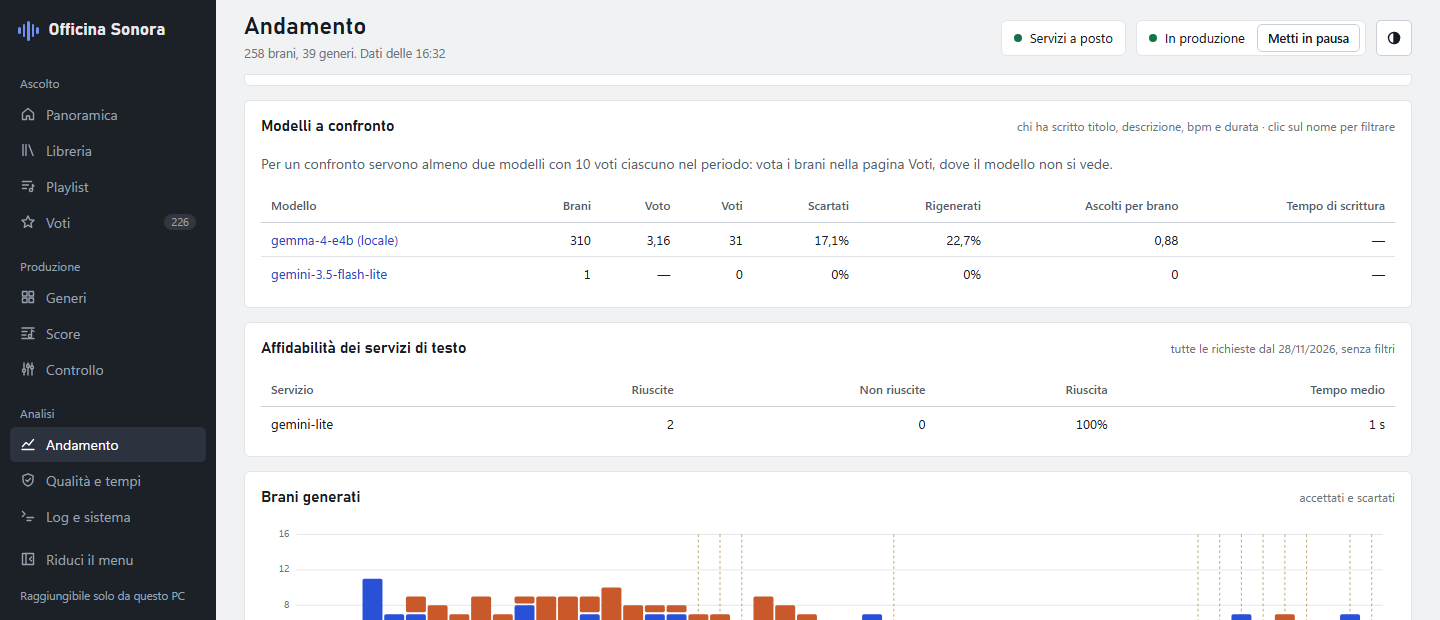 Officina Sonora
Ascolto
Panoramica
Libreria
Playlist
Voti 226
Produzione
Generi
Score
Controllo
Analisi
Andamento
Qualità e tempi
Log e sistema
Riduci il menu
Raggiungibile solo da questo PC
Andamento
258 brani, 39 generi. Dati delle 16:32
Servizi a posto
In produzione Metti in pausa
Modelli a confronto
chi ha scritto titolo, descrizione, bpm e durata · clic sul nome per filtrare
Per un confronto servono almeno due modelli con 10 voti ciascuno nel periodo: vota i brani nella pagina Voti, dove il modello non si vede.
Modello Brani Voto Voti Scartati Rigenerati Ascolti per brano Tempo di scrittura
gemma-4-e4b (locale) 310 3,16 31 17,1% 22,7% 0,88 —
gemini-3.5-flash-lite 1 — 0 0% 0% 0 —
Affidabilità dei servizi di testo
tutte le richieste dal 28/11/2026, senza filtri
Servizio Riuscite Non riuscite Riuscita Tempo medio
gemini-lite 2 0 100% 1 s
Brani generati
accettati e scartati
16
12
8